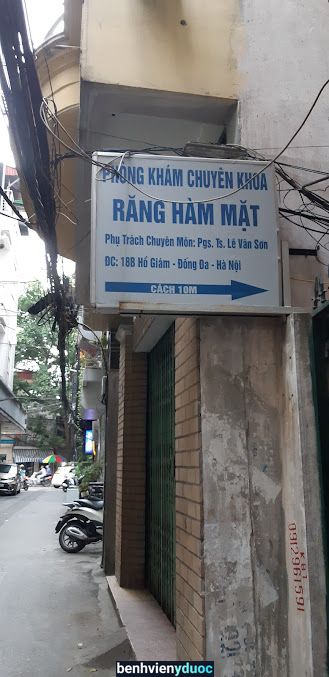 PHÒNG KHÁM CHUYÊN KHOA
RĂNG HÀM MẶT
Phụ Trách Chuyên Môn: Pgs. Ts. Lê Văn Sơn
ĐC: 18B Hồ Giám - Đống Đa - Hà Nội
CÁCH 10M
benhvienyduoc